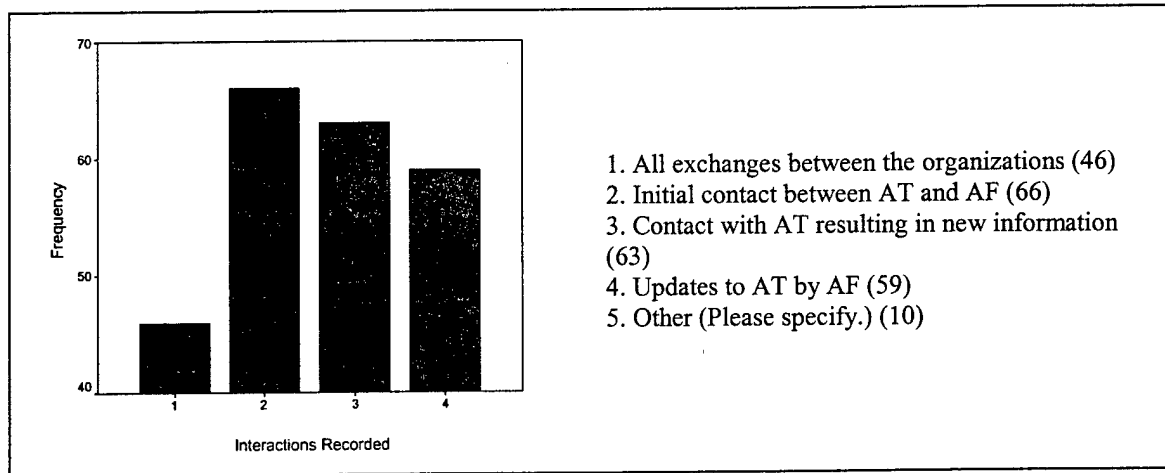 70
60
50
40
Frequency
1 2 3 4
Interactions Recorded
1. All exchanges between the organizations (46)
2. Initial contact between AT and AF (66)
3. Contact with AT resulting in new information
(63)
4. Updates to AT by AF (59)
5. Other (Please specify.) (10)